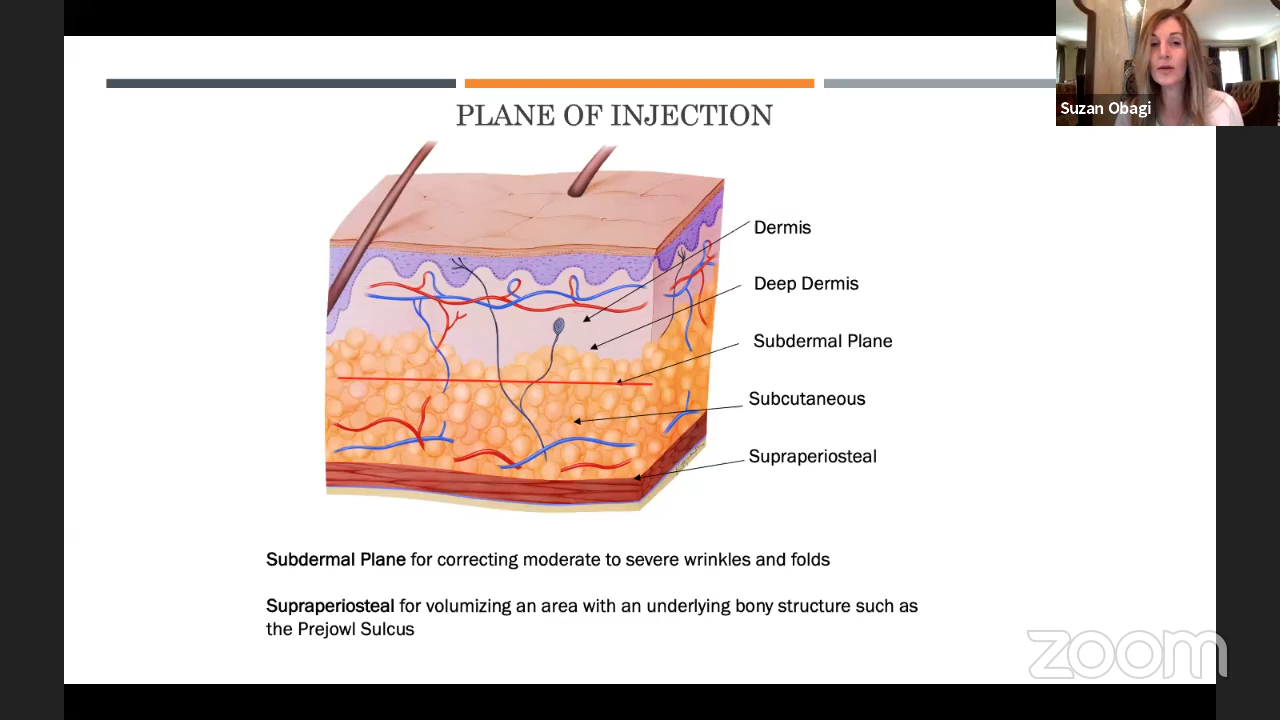 Suzan Obagi
PLANE OF INJECTION
Dermis
Deep Dermis
Subdermal Plane
Subcutaneous
Supraperiosteal
Subdermal Plane for correcting moderate to severe wrinkles and folds
Supraperiosteal for volumizing an area with an underlying bony structure such as
the Prejowl Sulcus
zoom